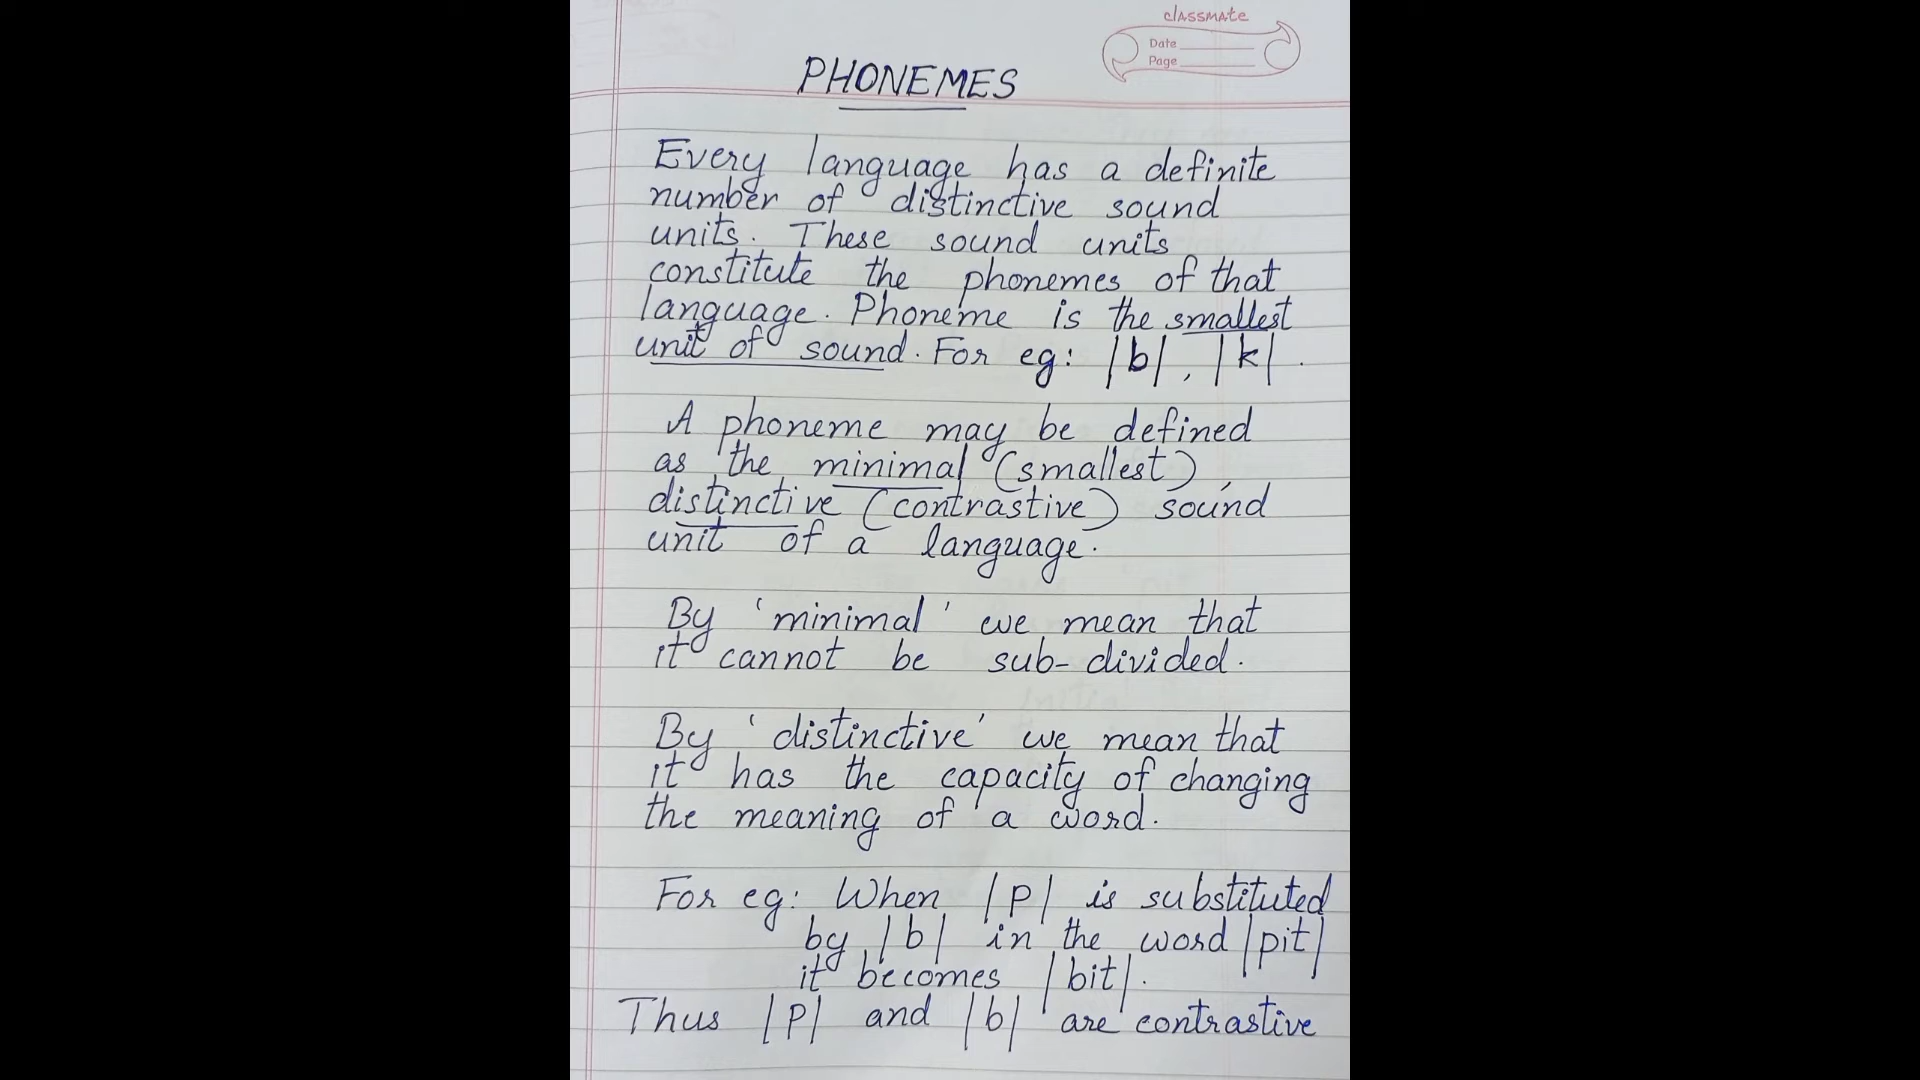 classmate
Date
Page
PHONEMES
Every language has a definite
number of distinctive sound
units. These sound units
constitute the phonemes of that
language. Phoneme is the smallest
unit of sound. For eg: |b|, |k|.
A phoneme may be defined
as the minimal (smallest),
distinctive (contrastive) sound
unit of a language.
By 'minimal' we mean that
it cannot be sub-divided.
By 'distinctive' we mean that
it has the capacity of changing
the meaning of a word.
For eg: When |p| is substituted
by |b| in the word |pit|
it becomes |bit|.
Thus |p| and |b| are contrastive